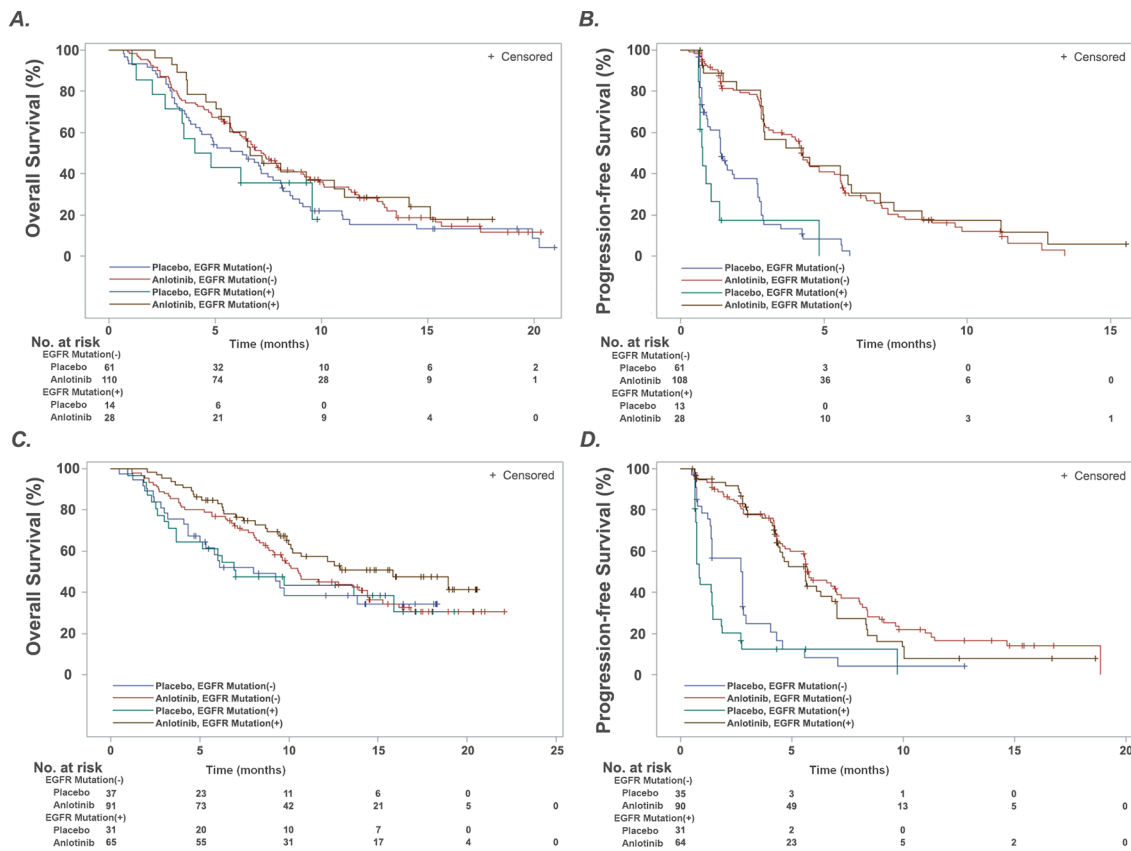 A.
Overall Survival (%)
100
80
60
40
20
0
+ Censored
Placebo, EGFR Mutation(-)
Anlotinib, EGFR Mutation(-)
Placebo, EGFR Mutation(+)
Anlotinib, EGFR Mutation(+)
0 5 10 15 20
Time (months)
No. at risk
EGFR Mutation(-)
Placebo 61 32 10 6 2
Anlotinib 110 74 28 9 1
EGFR Mutation(+)
Placebo 14 6 0
Anlotinib 28 21 9 4 0
B.
Progression-free Survival (%)
100
80
60
40
20
0
+ Censored
Placebo, EGFR Mutation(-)
Anlotinib, EGFR Mutation(-)
Placebo, EGFR Mutation(+)
Anlotinib, EGFR Mutation(+)
0 5 10 15
Time (months)
No. at risk
EGFR Mutation(-)
Placebo 61 3 0
Anlotinib 108 36 6 0
EGFR Mutation(+)
Placebo 13 0
Anlotinib 28 10 3 1
C.
Overall Survival (%)
100
80
60
40
20
0
+ Censored
Placebo, EGFR Mutation(-)
Anlotinib, EGFR Mutation(-)
Placebo, EGFR Mutation(+)
Anlotinib, EGFR Mutation(+)
0 5 10 15 20 25
Time (months)
No. at risk
EGFR Mutation(-)
Placebo 37 23 11 6 0
Anlotinib 91 73 42 21 5 0
EGFR Mutation(+)
Placebo 31 20 10 7 0
Anlotinib 65 55 31 17 4 0
D.
Progression-free Survival (%)
100
80
60
40
20
0
+ Censored
Placebo, EGFR Mutation(-)
Anlotinib, EGFR Mutation(-)
Placebo, EGFR Mutation(+)
Anlotinib, EGFR Mutation(+)
0 5 10 15 20
Time (months)
No. at risk
EGFR Mutation(-)
Placebo 35 3 1 0
Anlotinib 90 49 13 5 0
EGFR Mutation(+)
Placebo 31 2 0
Anlotinib 64 23 5 2 0